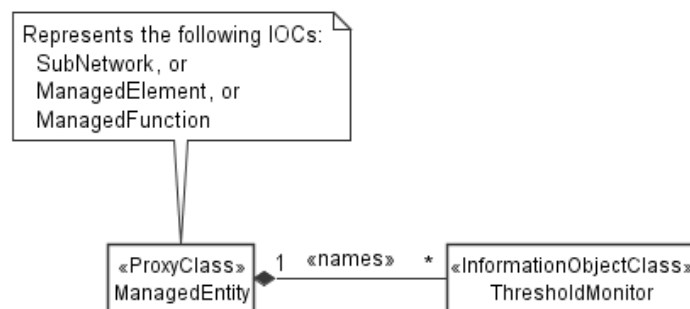 Represents the following IOCs:
SubNetwork, or
ManagedElement, or
ManagedFunction
«ProxyClass»
ManagedEntity
1 «names» *
«InformationObjectClass»
ThresholdMonitor